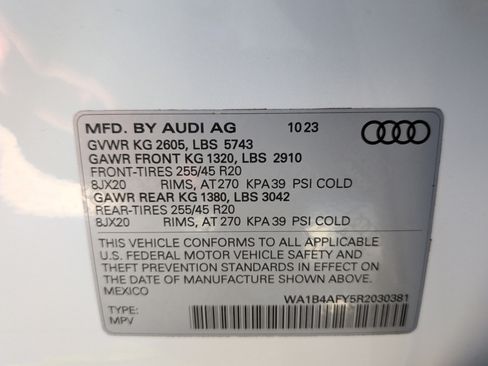 MFD. BY AUDI AG 10 23
GVWR KG 2605, LBS 5743
GAWR FRONT KG 1320, LBS 2910
FRONT-TIRES 255/45 R20
8JX20 RIMS, AT 270 KPA 39 PSI COLD
GAWR REAR KG 1380, LBS 3042
REAR-TIRES 255/45 R20
8JX20 RIMS, AT 270 KPA 39 PSI COLD
THIS VEHICLE CONFORMS TO ALL APPLICABLE
U.S. FEDERAL MOTOR VEHICLE SAFETY AND
THEFT PREVENTION STANDARDS IN EFFECT ON
THE DATE OF MANUFACTURE SHOWN ABOVE.
MEXICO
WA1B4AFY5R2030381
TYPE:
MPV